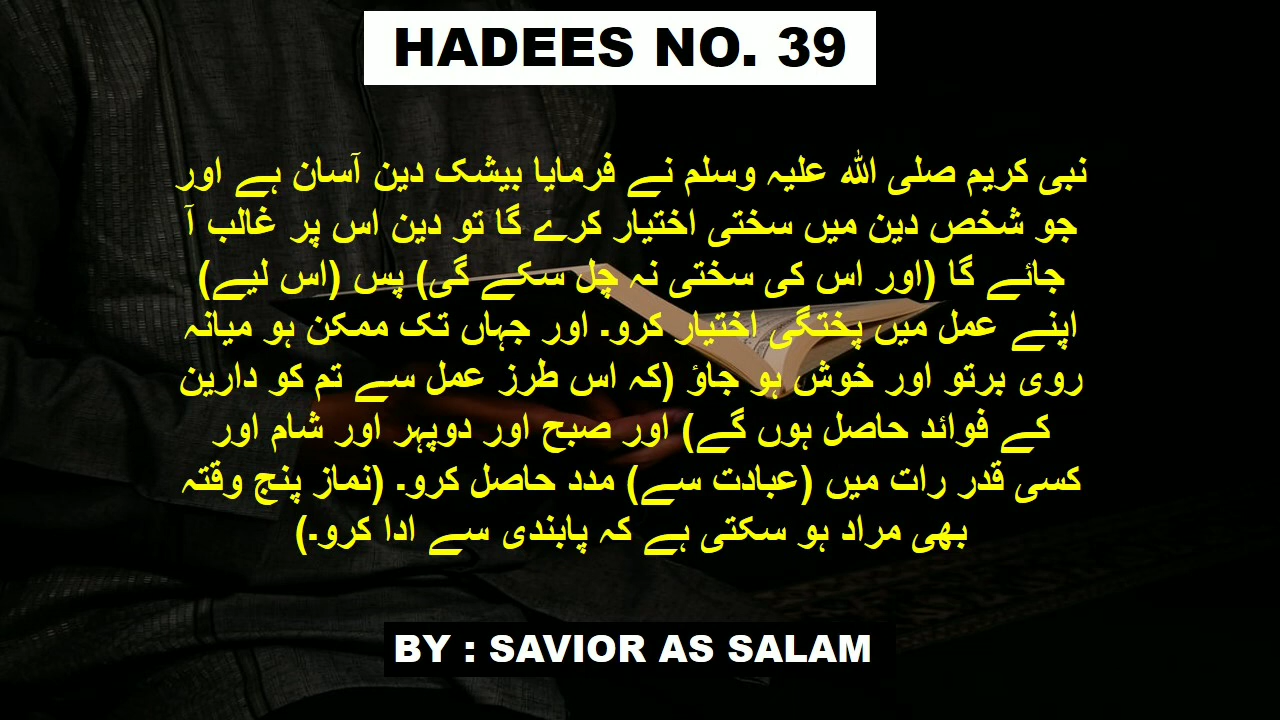 HADEES NO. 39
نبی کریم صلی اللہ علیہ وسلم نے فرمایا بیشک دین آسان ہے اور
جو شخص دین میں سختی اختیار کرے گا تو دین اس پر غالب آ
جائے گا (اور اس کی سختی نہ چل سکے گی) پس (اس لیے)
اپنے عمل میں پختگی اختیار کرو۔ اور جہاں تک ممکن ہو میانہ
روی برتو اور خوش ہو جاؤ (کہ اس طرز عمل سے تم کو دارین
کے فوائد حاصل ہوں گے) اور صبح اور دوپہر اور شام اور
کسی قدر رات میں (عبادت سے) مدد حاصل کرو۔ (نماز پنج وقتہ
بھی مراد ہو سکتی ہے کہ پابندی سے ادا کرو۔)
BY : SAVIOR AS SALAM